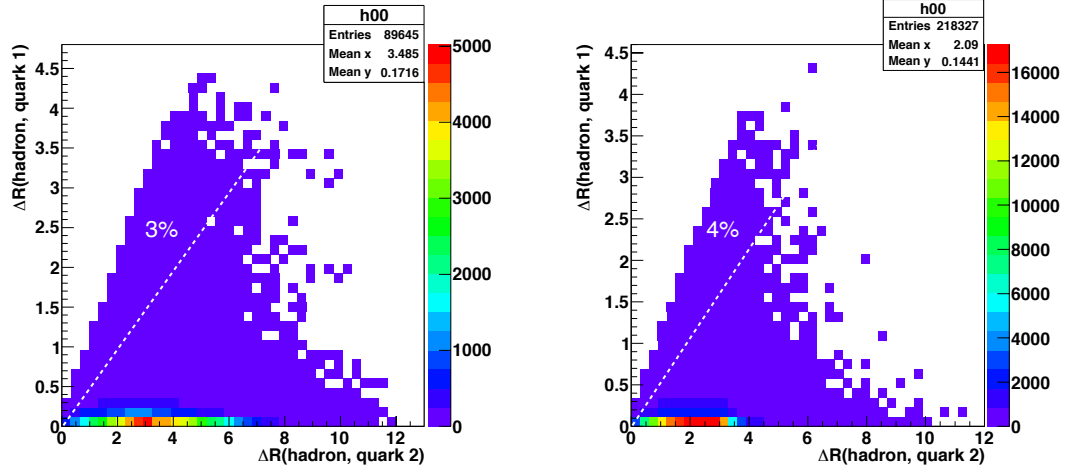 h00
Entries 89645
Mean x 3.485
Mean y 0.1716
ΔR(hadron, quark 1)
4.5
4
3.5
3
2.5
2
1.5
1
0.5
0
3%
0 2 4 6 8 10 12
ΔR(hadron, quark 2)
5000
4000
3000
2000
1000
0
h00
Entries 218327
Mean x 2.09
Mean y 0.1441
ΔR(hadron, quark 1)
4.5
4
3.5
3
2.5
2
1.5
1
0.5
0
4%
0 2 4 6 8 10 12
ΔR(hadron, quark 2)
16000
14000
12000
10000
8000
6000
4000
2000
0